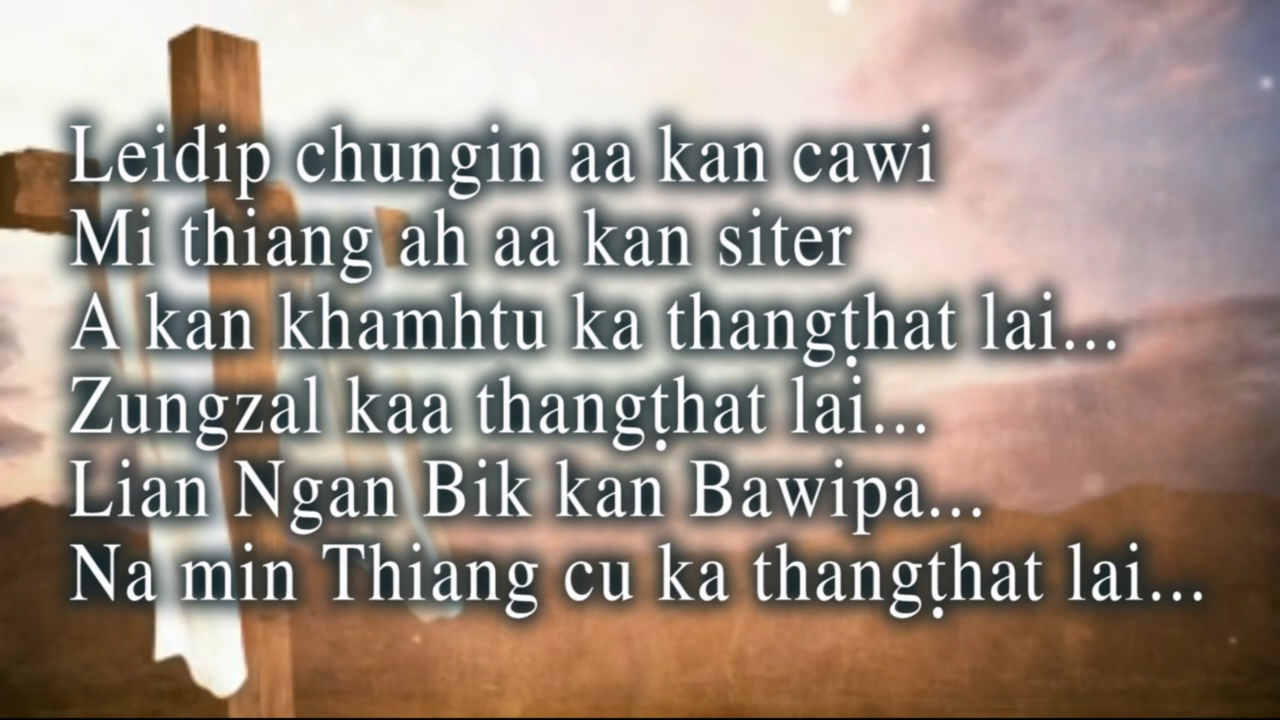 Leidip chungin aa kan cawi
Mi thiang ah aa kan siter
A kan khamhtu ka thangṭhat lai...
Zungzal kaa thangṭhat lai...
Lian Ngan Bik kan Bawipa...
Na min Thiang cu ka thangṭhat lai...